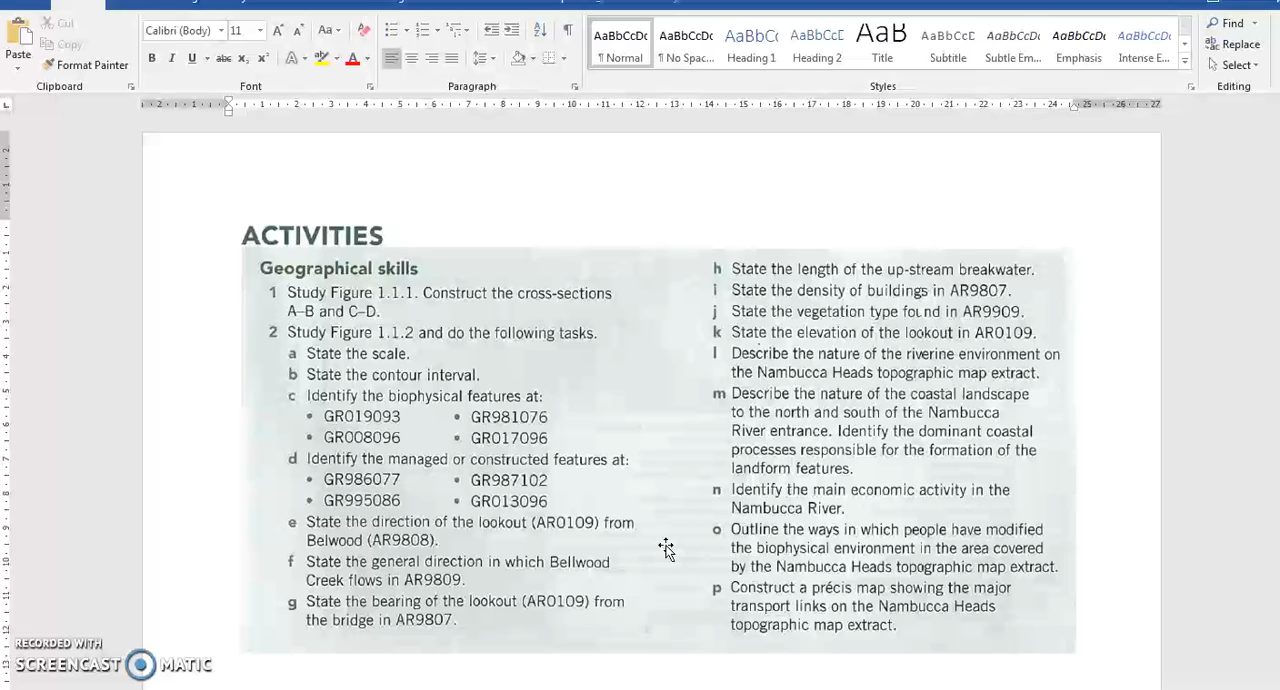 Cut
Copy
Paste
Format Painter
Clipboard
Calibri (Body)
11
Font
Paragraph
AaBbCcDc
AaBbCcDc
AaBbC(
AaBbCcE
AaB
AaBbCcE
AaBbCcDc
AaBbCcDc
AaBbCcDc
¶ Normal
¶ No Spac...
Heading 1
Heading 2
Title
Subtitle
Subtle Em...
Emphasis
Intense E...
Styles
Find
Replace
Select
Editing
ACTIVITIES
Geographical skills
1 Study Figure 1.1.1. Construct the cross-sections
A–B and C–D.
2 Study Figure 1.1.2 and do the following tasks.
a State the scale.
b State the contour interval.
c Identify the biophysical features at:
• GR019093 • GR981076
• GR008096 • GR017096
d Identify the managed or constructed features at:
• GR986077 • GR987102
• GR995086 • GR013096
e State the direction of the lookout (AR0109) from
Belwood (AR9808).
f State the general direction in which Bellwood
Creek flows in AR9809.
g State the bearing of the lookout (AR0109) from
the bridge in AR9807.
h State the length of the up-stream breakwater.
i State the density of buildings in AR9807.
j State the vegetation type found in AR9909.
k State the elevation of the lookout in AR0109.
l Describe the nature of the riverine environment on
the Nambucca Heads topographic map extract.
m Describe the nature of the coastal landscape
to the north and south of the Nambucca
River entrance. Identify the dominant coastal
processes responsible for the formation of the
landform features.
n Identify the main economic activity in the
Nambucca River.
o Outline the ways in which people have modified
the biophysical environment in the area covered
by the Nambucca Heads topographic map extract.
p Construct a précis map showing the major
transport links on the Nambucca Heads
topographic map extract.
RECORDED WITH
SCREENCAST MATIC